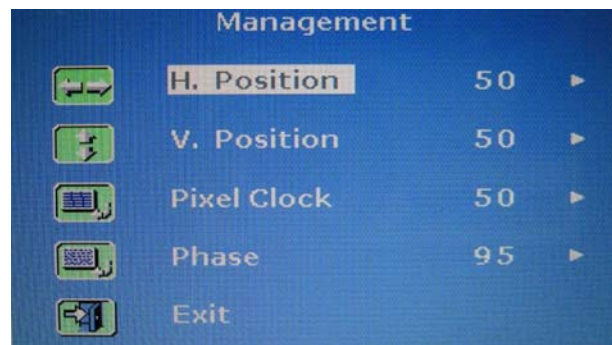 Management
H. Position 50
V. Position 50
Pixel Clock 50
Phase 95
Exit